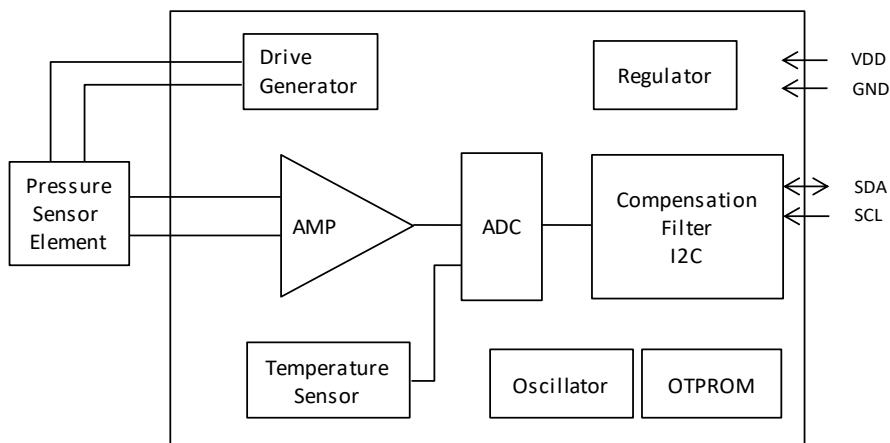 Drive
Generator
Regulator
VDD
GND
Pressure
Sensor
Element
AMP
ADC
Compensation
Filter
I2C
SDA
SCL
Temperature
Sensor
Oscillator
OTPROM